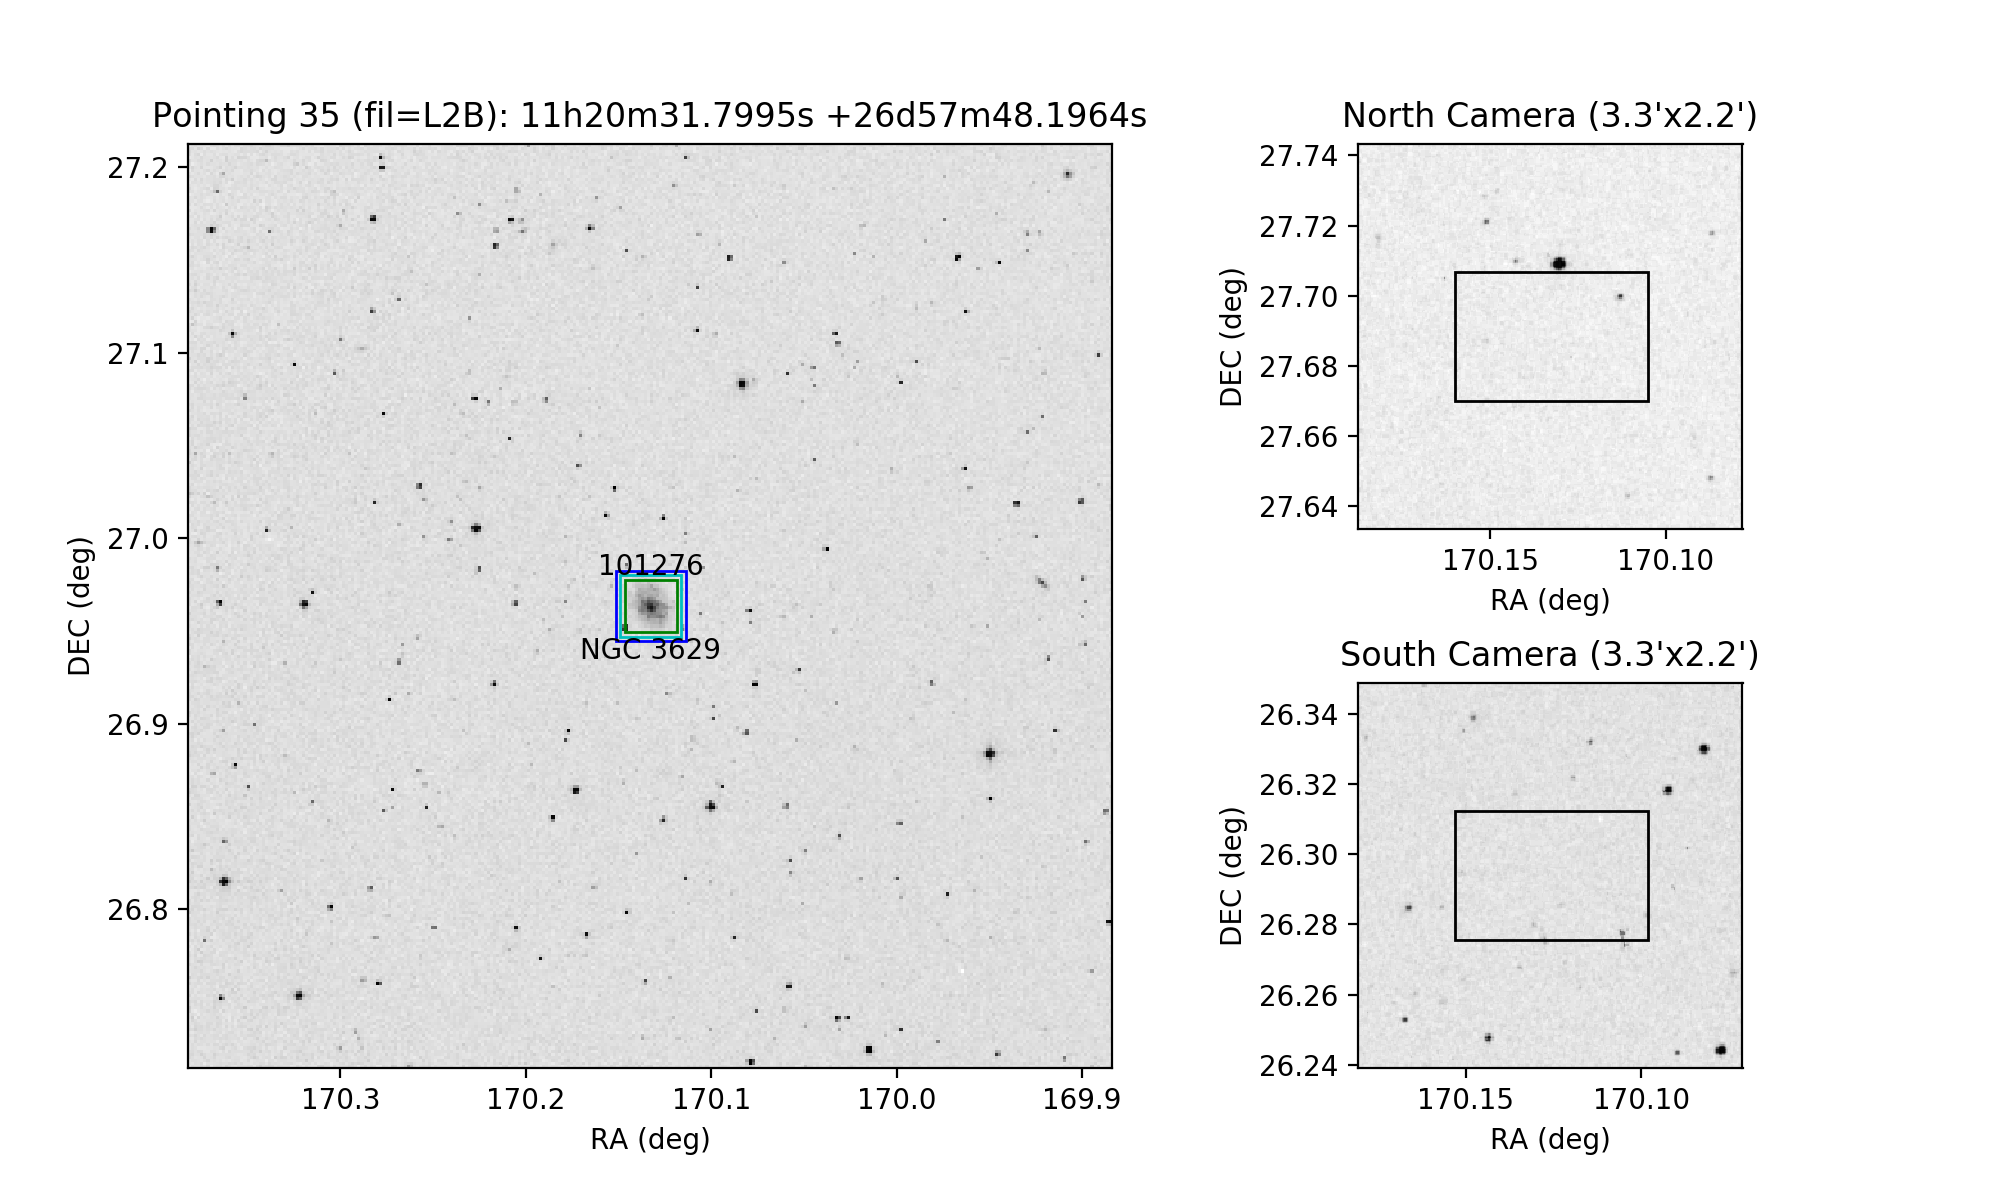 Pointing 35 (fil=L2B): 11h20m31.7995s +26d57m48.1964s
27.2
27.1
27.0
26.9
26.8
DEC (deg)
101276
NGC 3629
170.3 170.2 170.1 170.0 169.9
RA (deg)
North Camera (3.3'x2.2')
27.74
27.72
27.70
27.68
27.66
27.64
DEC (deg)
170.15 170.10
RA (deg)
South Camera (3.3'x2.2')
26.34
26.32
26.30
26.28
26.26
26.24
DEC (deg)
170.15 170.10
RA (deg)